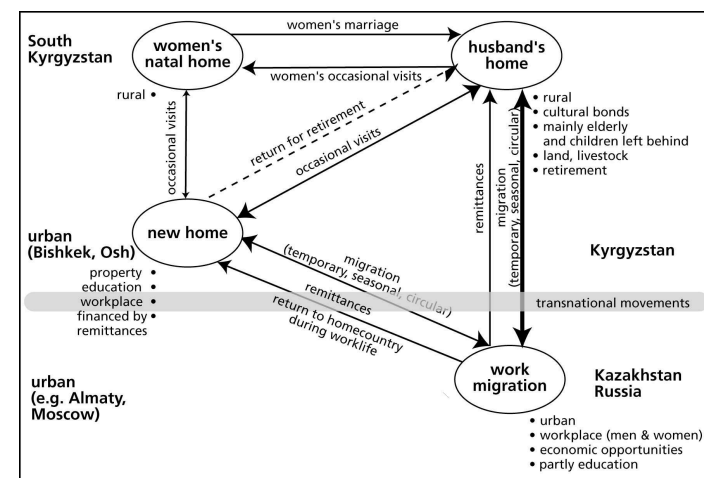 women's marriage
South
Kyrgyzstan
women's
natal home
husband's
home
women's occasional visits
rural •
occasional visits
return for retirement
occasional visits
remittances
migration
(temporary, seasonal, circular)
• rural
• cultural bonds
• mainly elderly
and children left behind
• land, livestock
• retirement
urban
(Bishkek, Osh)
new home
migration
(temporary, seasonal, circular)
Kyrgyzstan
property •
education •
workplace •
financed by •
remittances
remittances
return to homecountry
during worklife
transnational movements
urban
(e.g. Almaty,
Moscow)
work
migration
Kazakhstan
Russia
• urban
• workplace (men & women)
• economic opportunities
• partly education